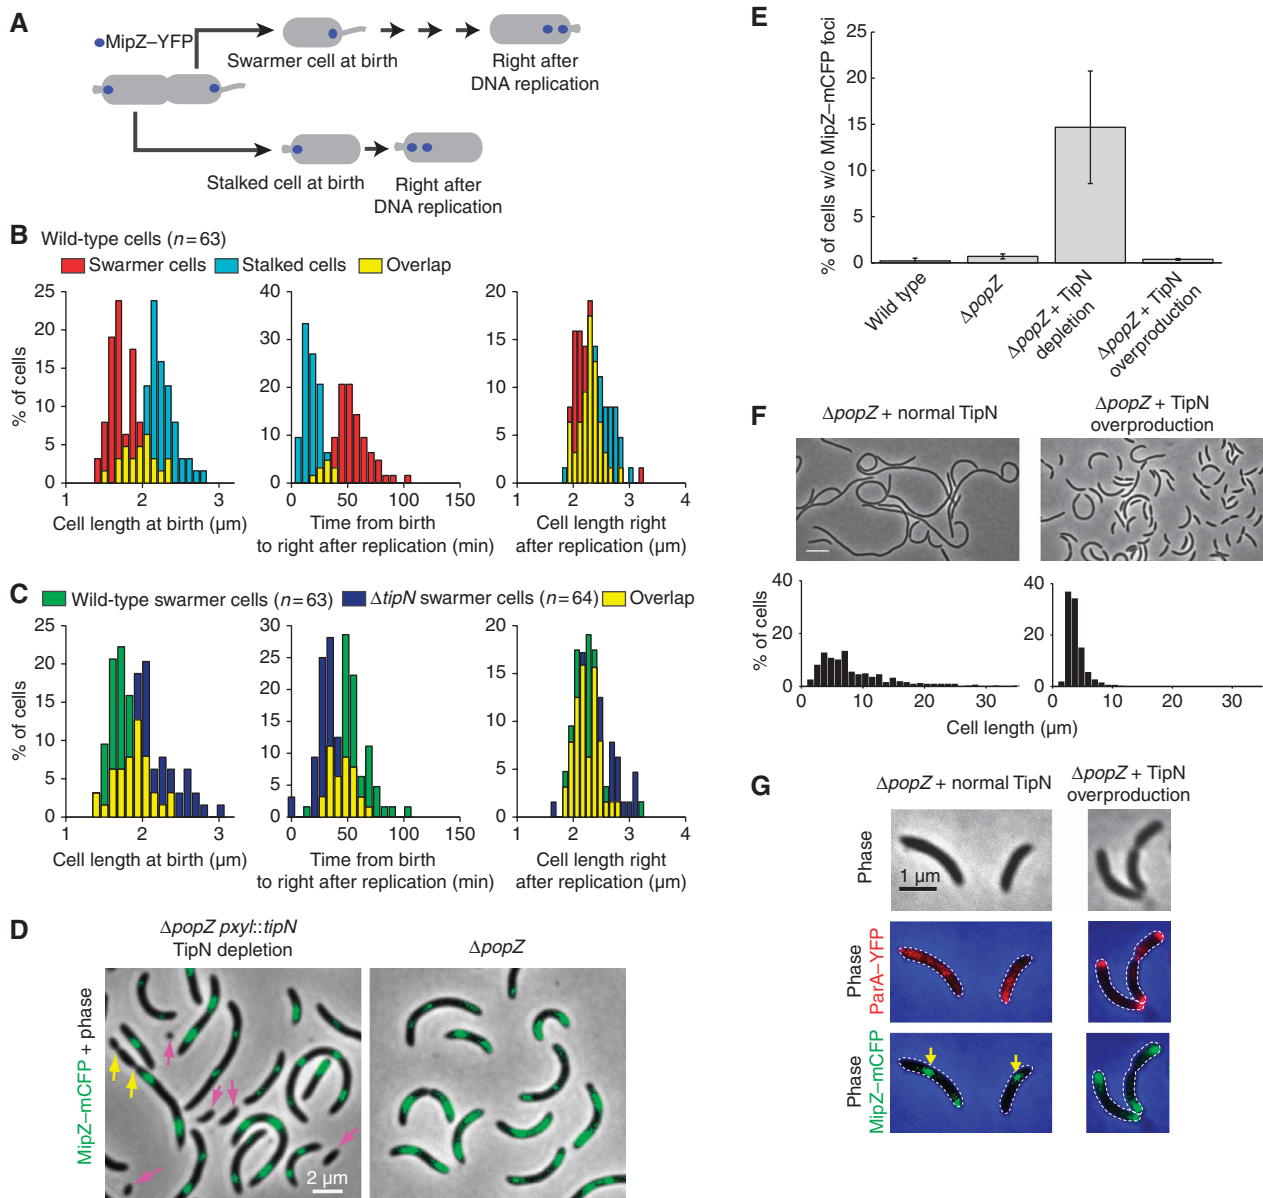 A
MipZ–YFP
Swarmer cell at birth
Right after
DNA replication
Stalked cell at birth
Right after
DNA replication
B
Wild-type cells (n=63)
Swarmer cells
Stalked cells
Overlap
% of cells
25
20
15
10
5
0
1
2
3
Cell length at birth (µm)
40
30
20
10
0
0
50
100
150
Time from birth
to right after replication (min)
20
15
10
5
0
1
2
3
4
Cell length right
after replication (µm)
C
Wild-type swarmer cells (n=63)
ΔtipN swarmer cells (n=64)
Overlap
% of cells
25
20
15
10
5
0
1
2
3
Cell length at birth (µm)
30
25
20
15
10
5
0
0
50
100
150
Time from birth
to right after replication (min)
20
15
10
5
0
1
2
3
4
Cell length right
after replication (µm)
D
ΔpopZ pxyl::tipN
TipN depletion
ΔpopZ
MipZ–mCFP + phase
2 µm
E
% of cells w/o MipZ–mCFP foci
25
20
15
10
5
0
Wild type
ΔpopZ
ΔpopZ + TipN
depletion
ΔpopZ + TipN
overproduction
F
ΔpopZ + normal TipN
ΔpopZ + TipN
overproduction
% of cells
40
20
0
0
10
20
30
40
20
0
0
10
20
30
Cell length (µm)
G
ΔpopZ + normal TipN
ΔpopZ + TipN
overproduction
Phase
1 µm
Phase
ParA–YFP
Phase
MipZ–mCFP